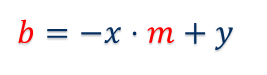 b = −x · m + y